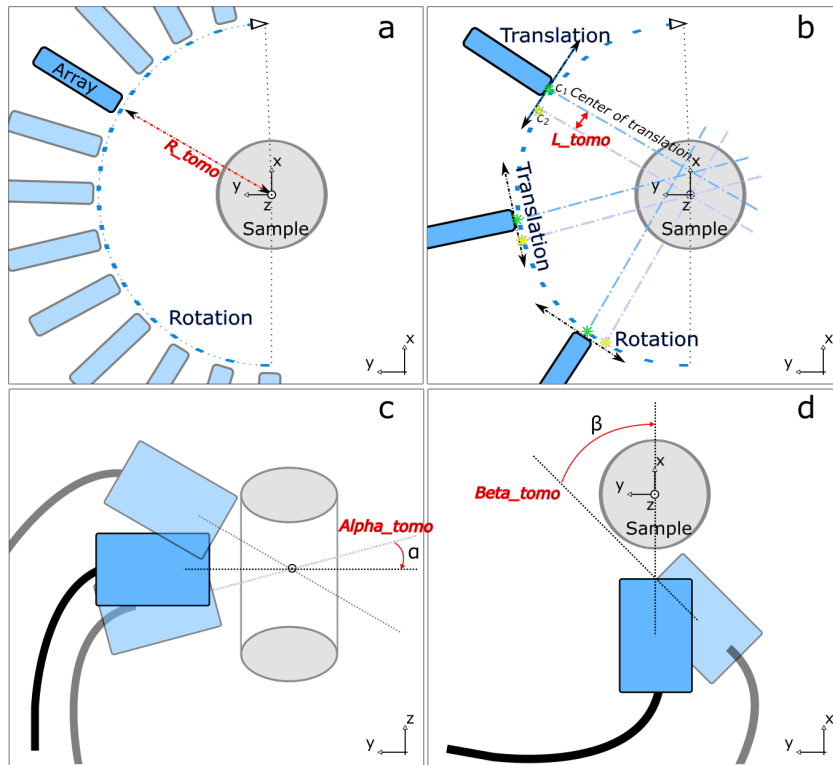 a
Array
R_tomo
x
y
z
Sample
Rotation
x
y
b
Translation
c₁ Center of translation
c₂
L_tomo
x
y
z
Sample
Translation
Rotation
x
y
c
Alpha_tomo
α
z
y
d
β
x
Beta_tomo
y
z
Sample
x
y